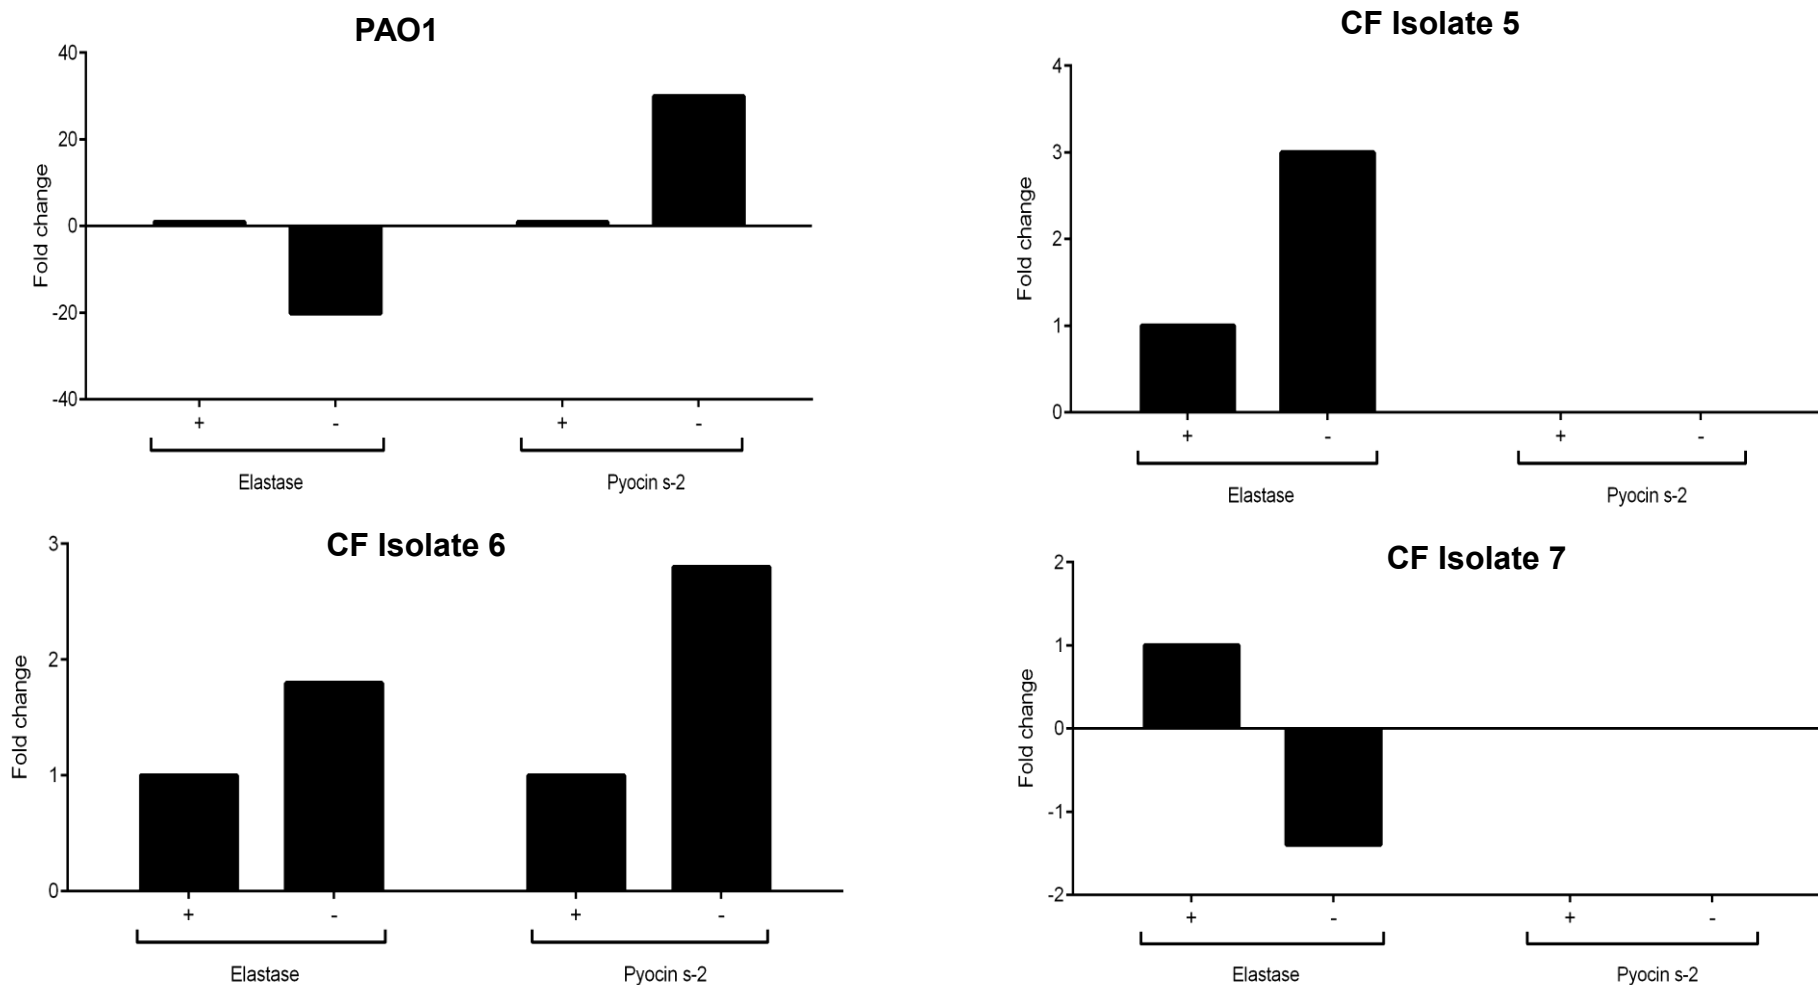 PAO1
40
20
0
-20
-40
Fold change
+ - + -
Elastase Pyocin s-2
CF Isolate 5
4
3
2
1
0
Fold change
+ - + -
Elastase Pyocin s-2
CF Isolate 6
3
2
1
0
Fold change
+ - + -
Elastase Pyocin s-2
CF Isolate 7
2
1
0
-1
-2
Fold change
+ - + -
Elastase Pyocin s-2